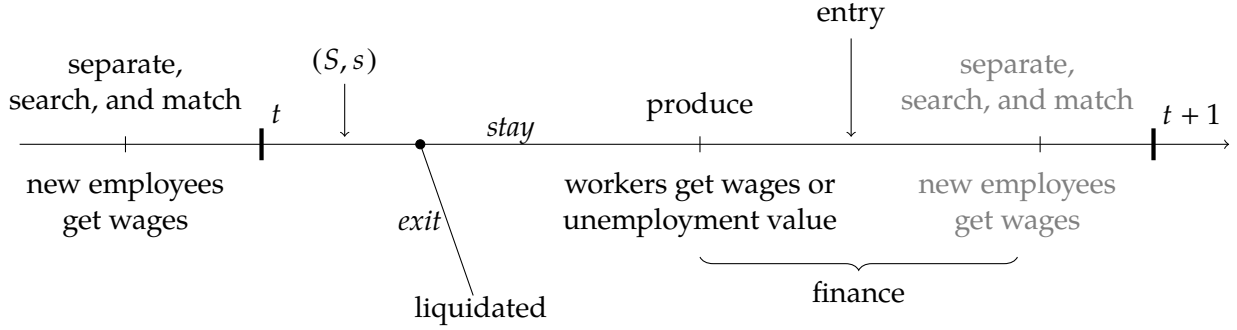 entry
separate,
search, and match
(S, s)
separate,
search, and match
t
stay
produce
t + 1
new employees
get wages
exit
workers get wages or
unemployment value
new employees
get wages
liquidated
finance